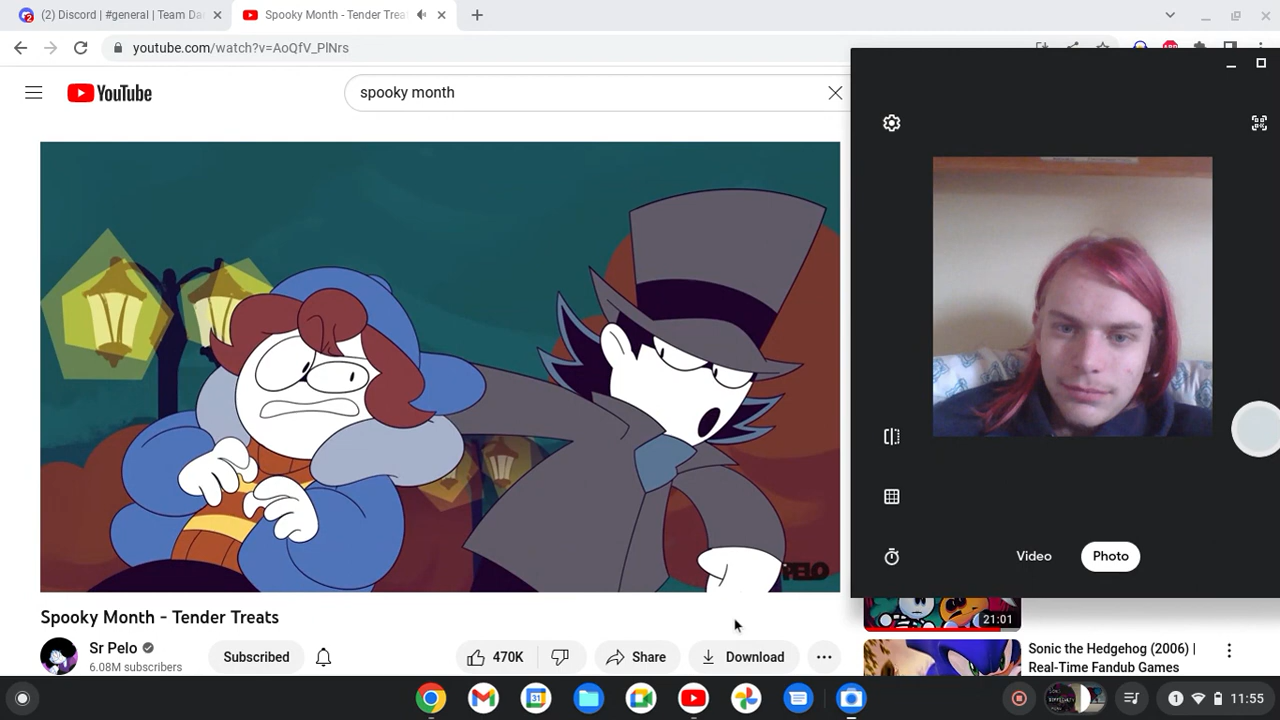 (2) Discord | #general | Team Da
Spooky Month - Tender Trea
youtube.com/watch?v=AoQfV_PlNrs
YouTube
spooky month
PELO
Video
Photo
Spooky Month - Tender Treats
Sr Pelo
6.08M subscribers
Subscribed
470K
Share
Download
21:01
Sonic the Hedgehog (2006) |
Real-Time Fandub Games
31
1
11:55